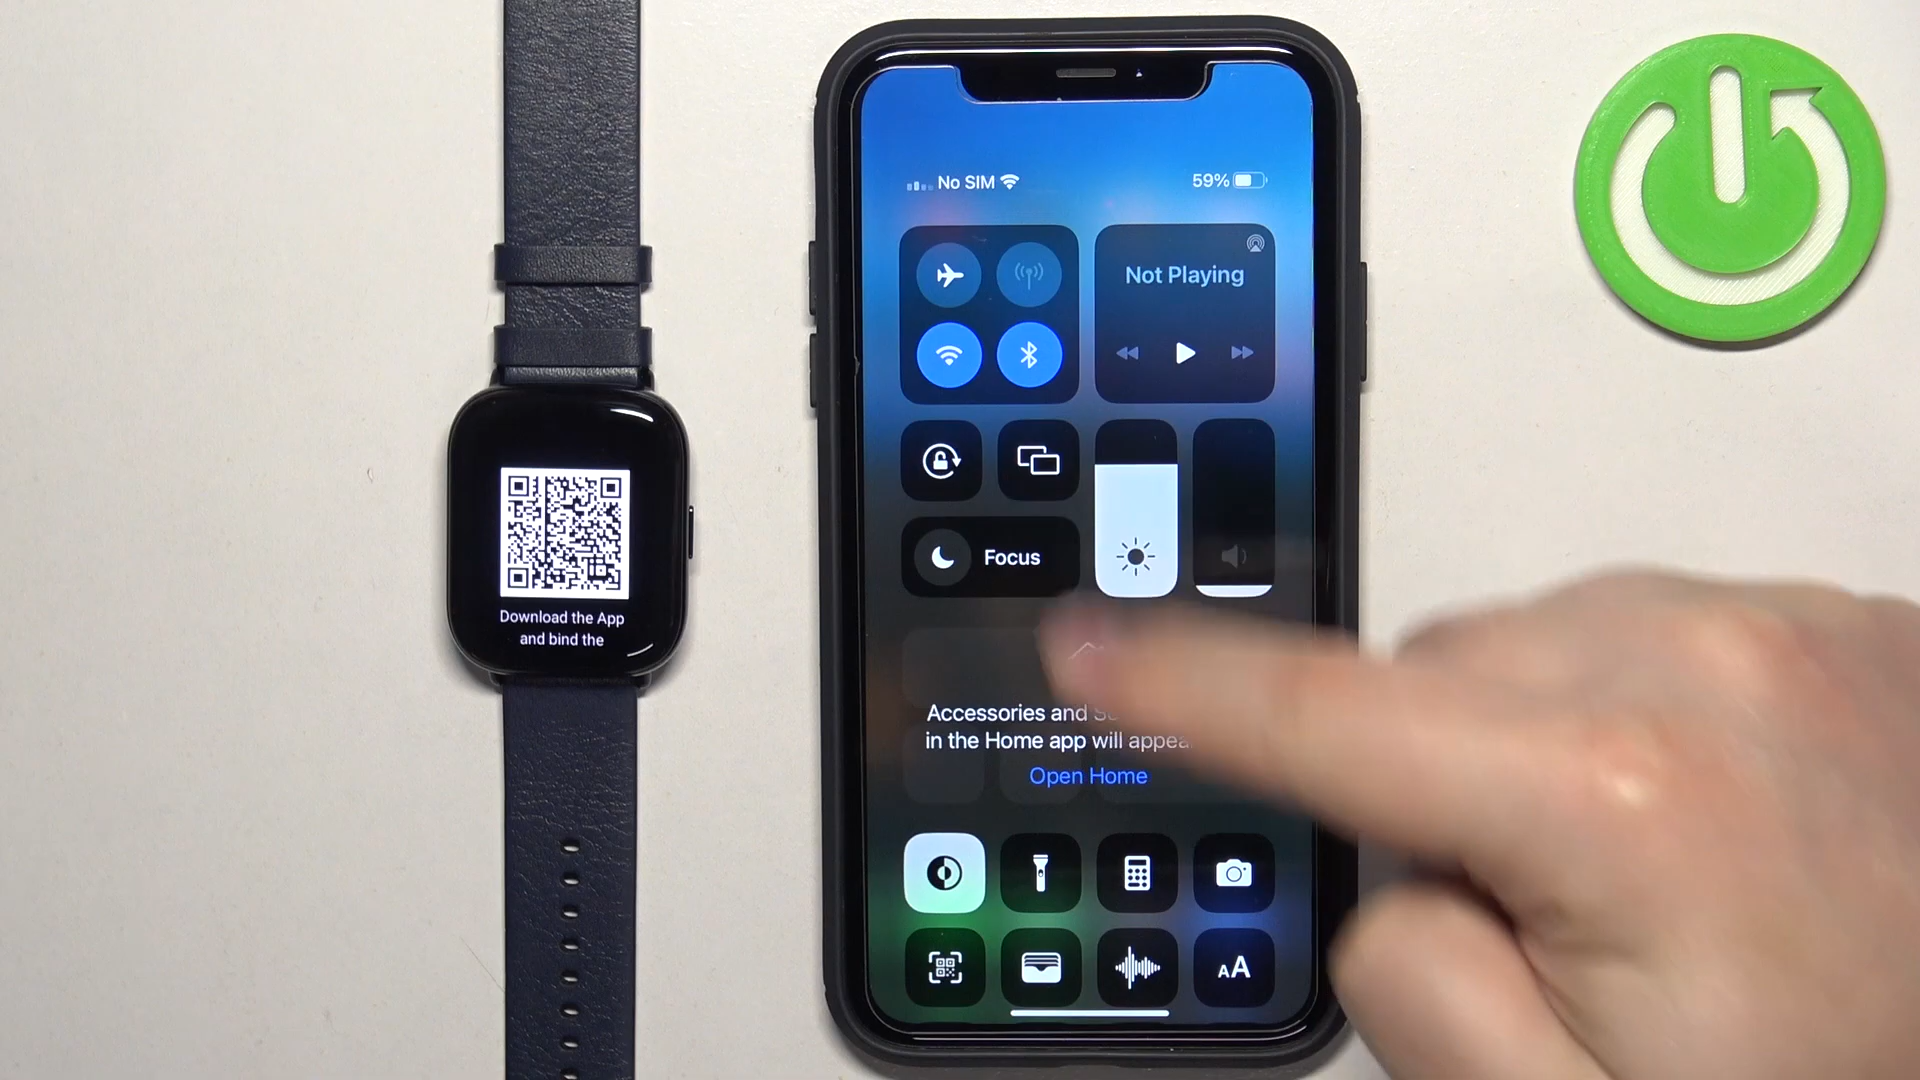 Download the App
and bind the
No SIM
59%
Not Playing
Focus
Accessories and
in the Home app will
Open Home
AA